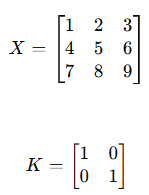 X = [1 2 3
4 5 6
7 8 9]
K = [1 0
0 1]